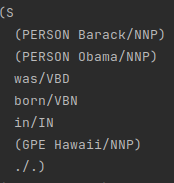 (S
(PERSON Barack/NNP)
(PERSON Obama/NNP)
was/VBD
born/VBN
in/IN
(GPE Hawaii/NNP)
./.)